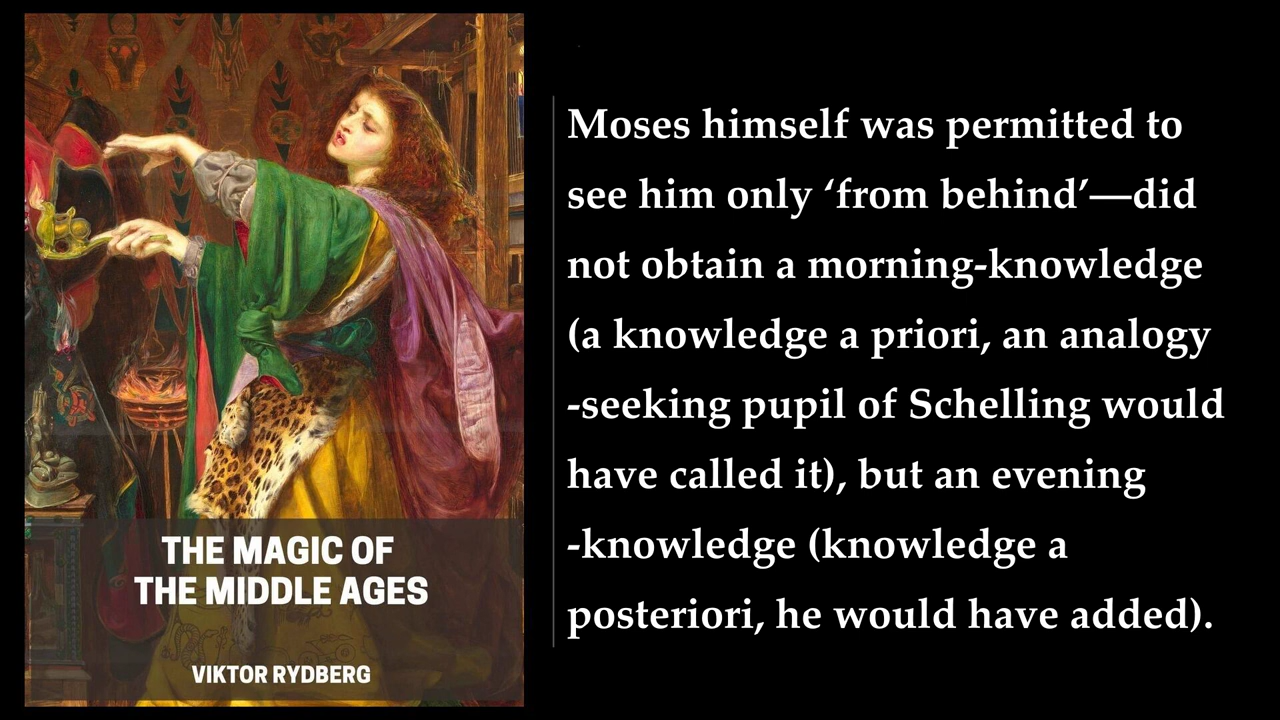 THE MAGIC OF
THE MIDDLE AGES
VIKTOR RYDBERG
Moses himself was permitted to
see him only ‘from behind’—did
not obtain a morning-knowledge
(a knowledge a priori, an analogy
-seeking pupil of Schelling would
have called it), but an evening
-knowledge (knowledge a
posteriori, he would have added).